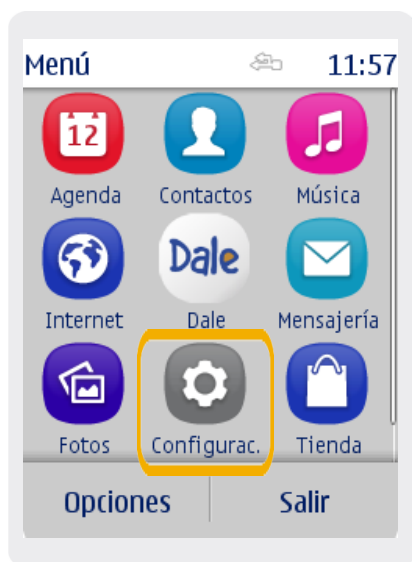 Menú 11:57
12
Agenda Contactos Música
Dale
Internet Dale Mensajería
Fotos Configurac. Tienda
Opciones Salir